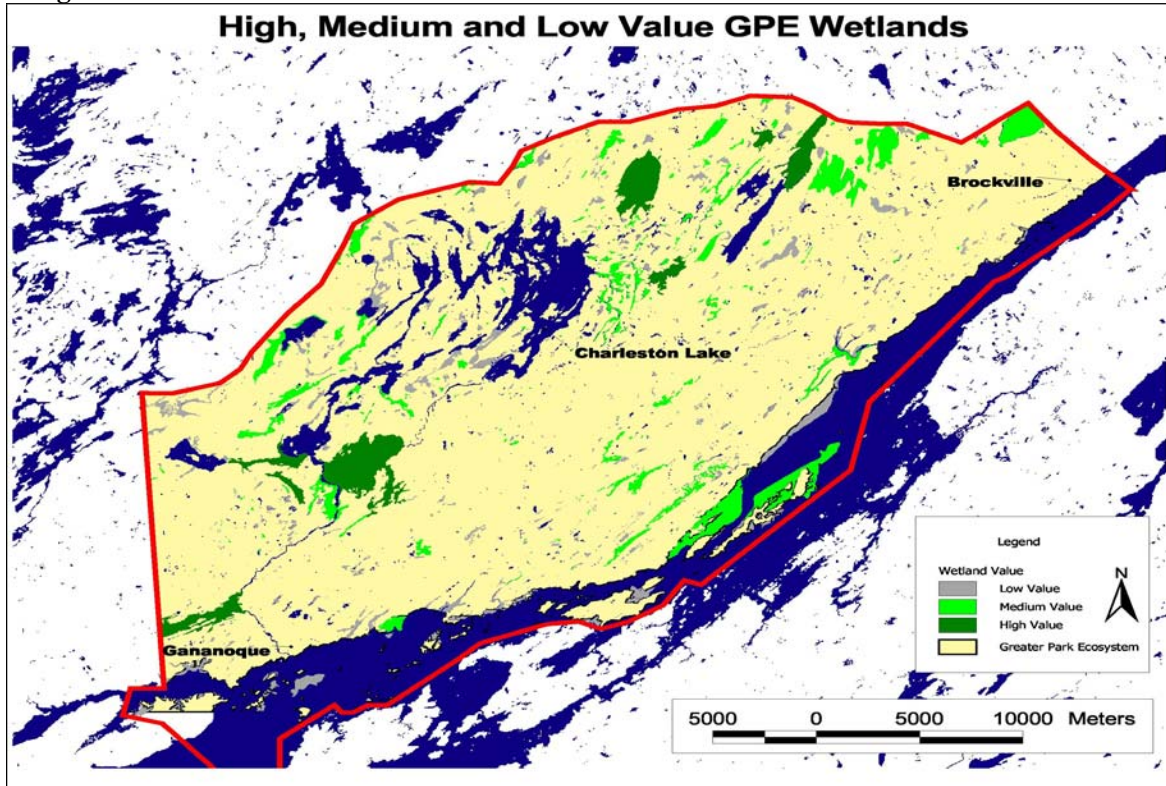 High, Medium and Low Value GPE Wetlands
Brockville
Charleston Lake
Gananoque
Legend
Wetland Value
Low Value
Medium Value
High Value
Greater Park Ecosystem
N
5000 0 5000 10000 Meters